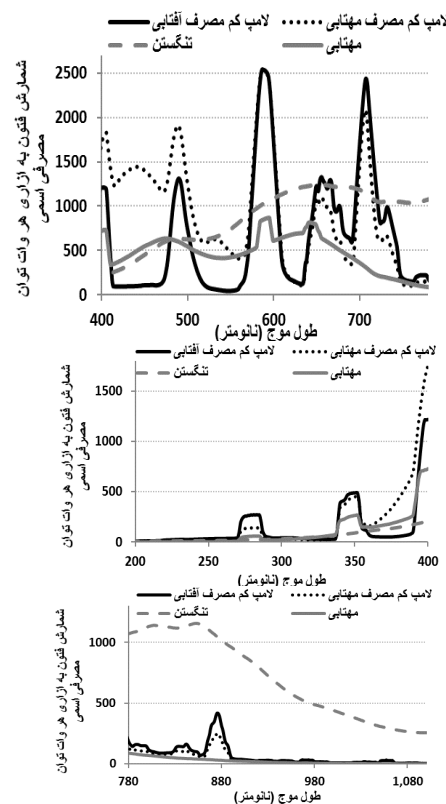 لامپ کم مصرف آفتابی
لامپ کم مصرف مهتابی
تنگستن
مهتابی
شمارش فتون به ازاری هر وات توان
مصرفی اسمی
2500
2000
1500
1000
500
0
400
500
600
700
طول موج (نانومتر)
لامپ کم مصرف آفتابی
لامپ کم مصرف مهتابی
تنگستن
مهتابی
شمارش فتون به ازاری هر وات توان
مصرفی اسمی
1500
1000
500
0
200
250
300
350
400
طول موج (نانومتر)
لامپ کم مصرف آفتابی
لامپ کم مصرف مهتابی
تنگستن
مهتابی
شمارش فتون به ازاری هر وات توان
مصرفی اسمی
1000
500
0
780
880
980
1,080
طول موج (نانومتر)